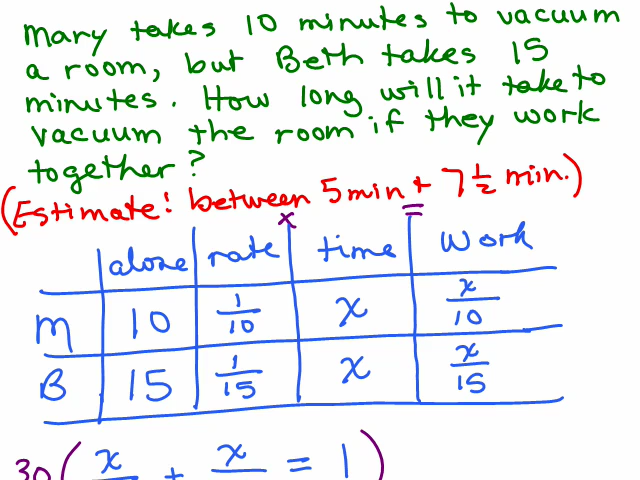 Mary takes 10 minutes to vacuum
a room, but Beth takes 15
minutes. How long will it take to
vacuum the room if they work
together?
(Estimate! between 5 min + 7 1/2 min.)
× =
alone rate time Work
M 10 1/10 x x/10
B 15 1/15 x x/15
30 ( x + x = 1 )